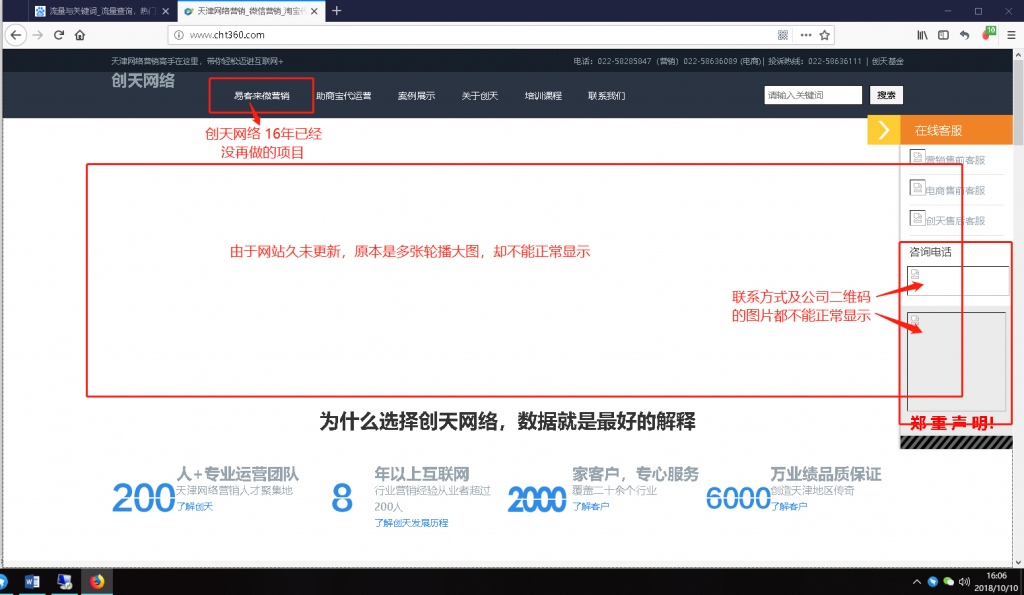 流量与关键词_流量查询，热门
天津网络营销_微信营销_淘宝代
www.cht360.com
天津网络营销高手在这里，带你轻松迈进互联网+
电话：022-58285847（营销）022-58636089 (电商) | 投诉热线：022-58636111 | 创天基金
创天网络
易客来做营销 助商宝代运营 案例展示 关于创天 培训课程 联系我们
请输入关键词 搜索
创天网络 16年已经
没再做的项目
在线客服
营销售前客服
电商售前客服
创天售后客服
由于网站久未更新，原本是多张轮播大图，却不能正常显示
咨询电话
联系方式及公司二维码
的图片都不能正常显示
郑 重 声 明!
为什么选择创天网络，数据就是最好的解释
200 人+专业运营团队
天津网络营销人才聚集地
了解创天
8 年以上互联网
行业营销经验从业者超过
200人
了解创天发展历程
2000 家客户，专心服务
覆盖二十余个行业
了解客户
6000 万业绩品质保证
创造天津地区传奇
了解客户
16:06
2018/10/10